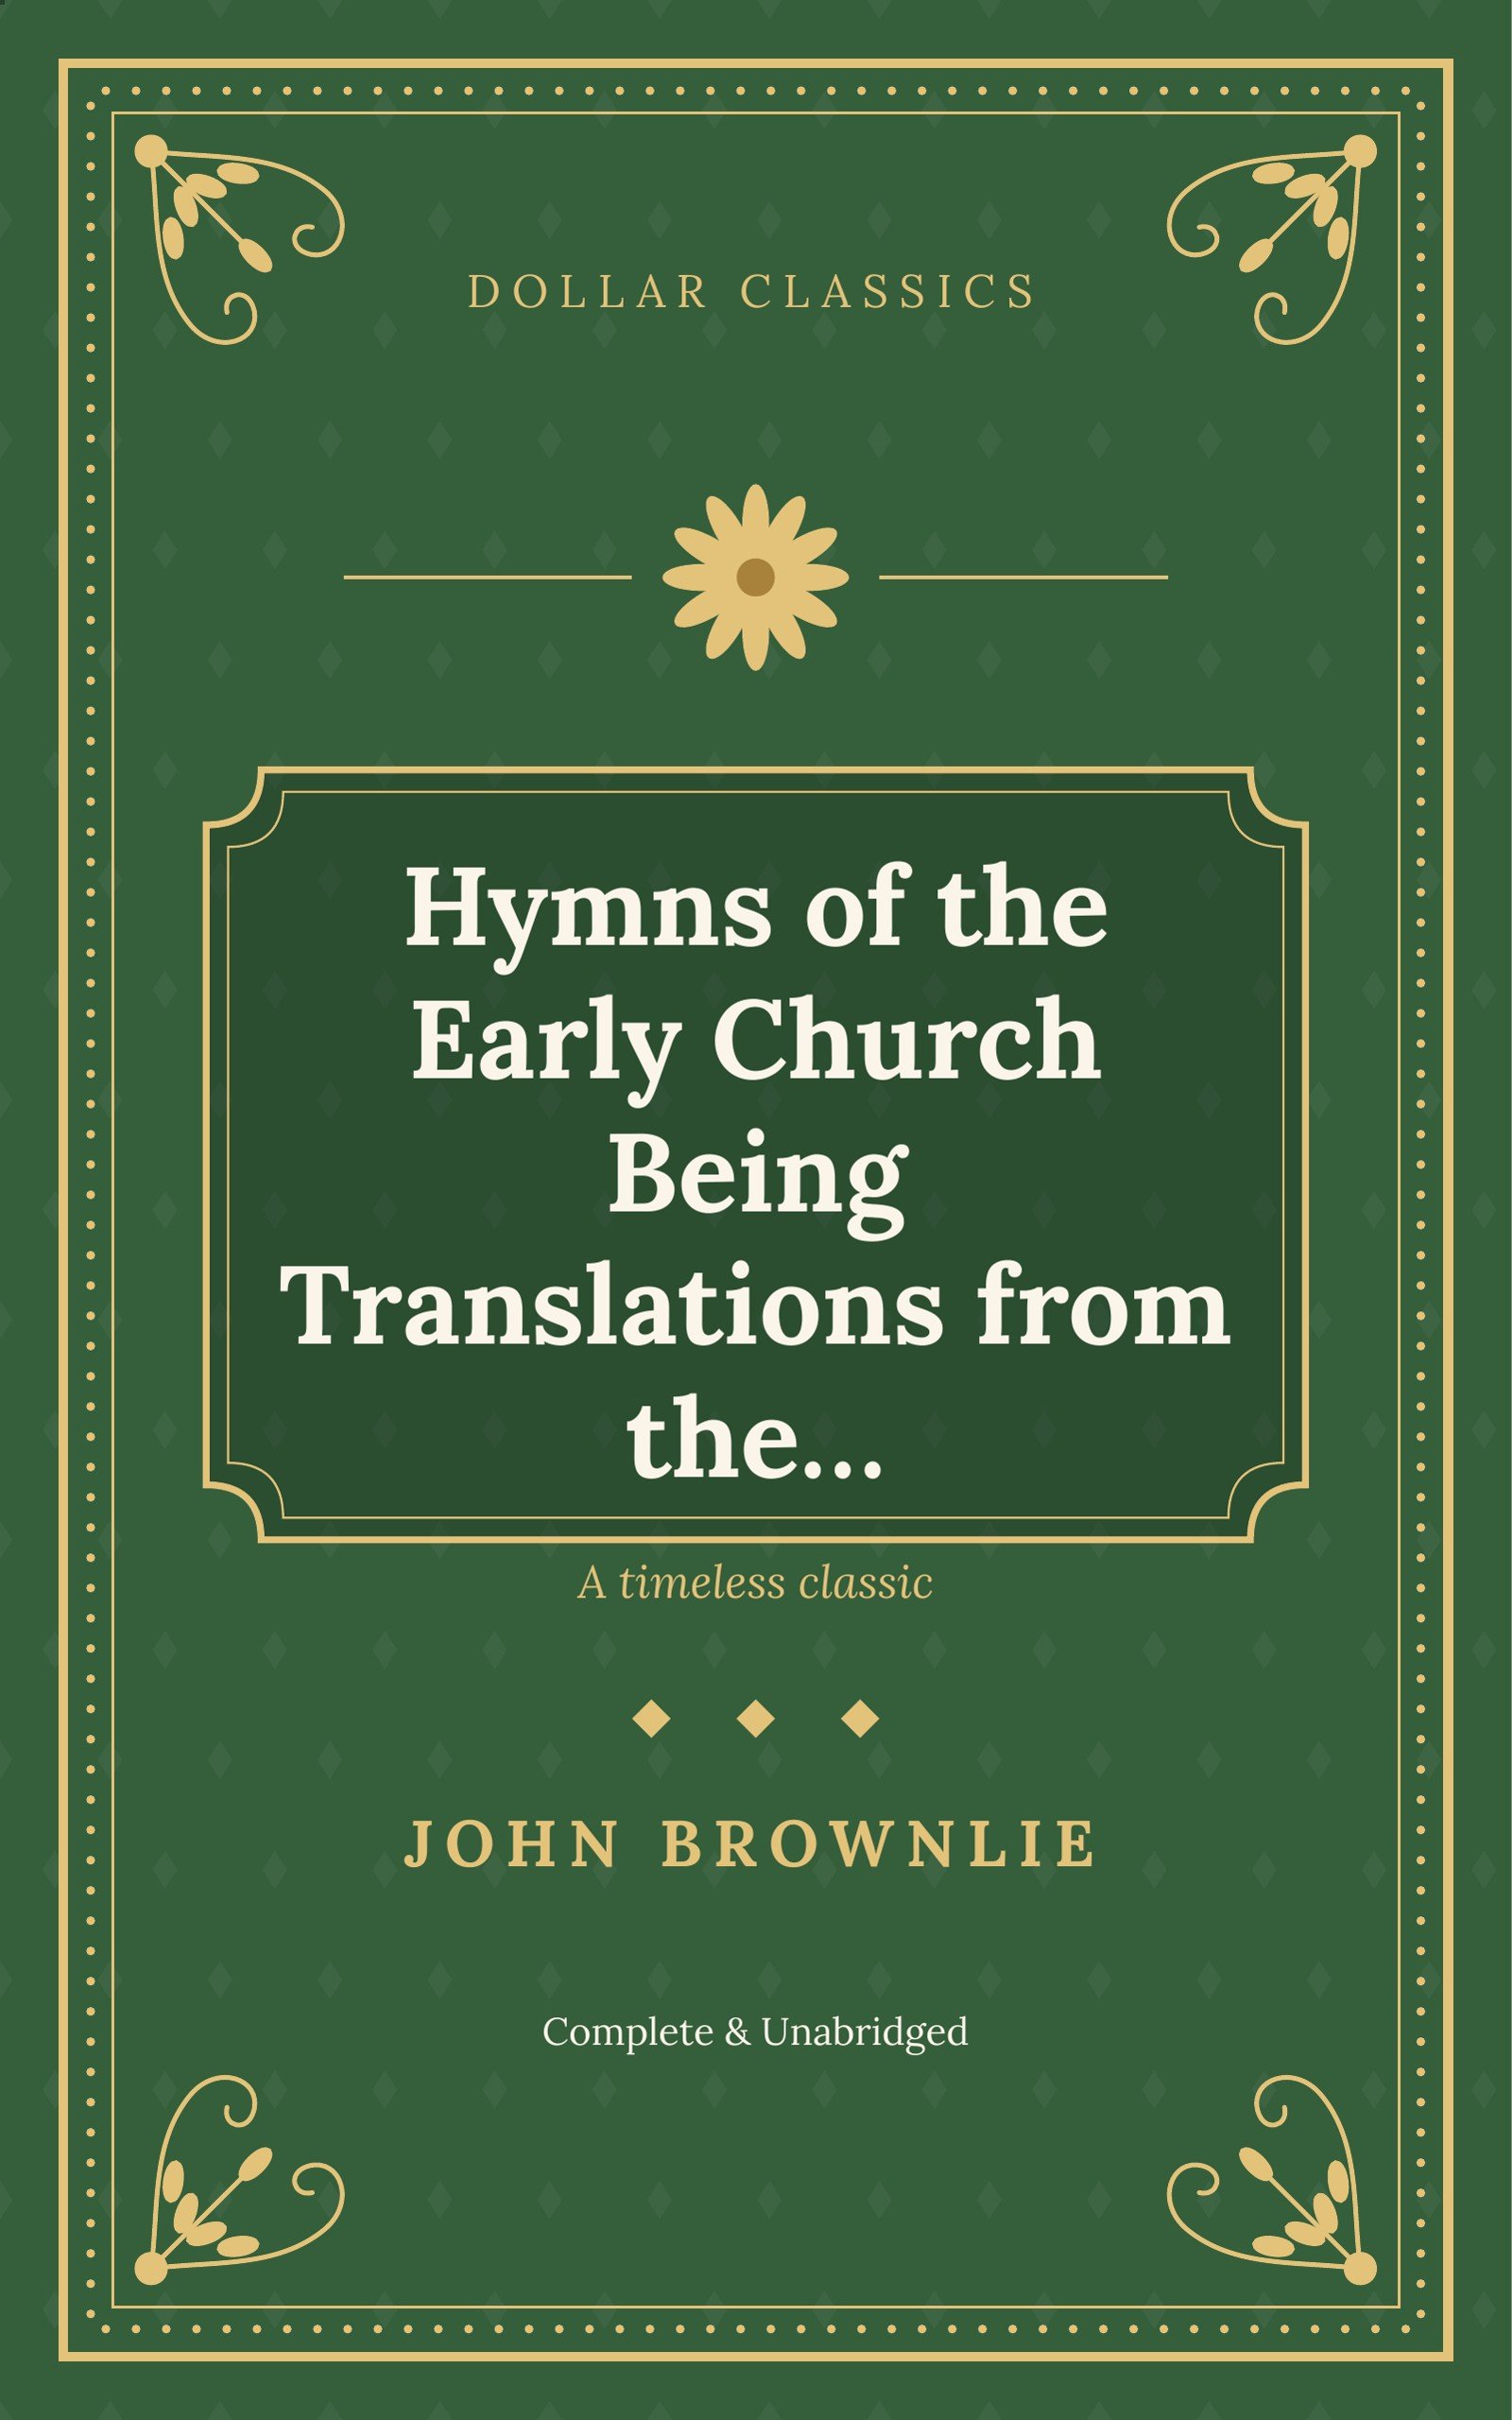 DOLLAR CLASSICS
Hymns of the
Early Church
Being
Translations from
the...
A timeless classic
JOHN BROWNLIE
Complete & Unabridged